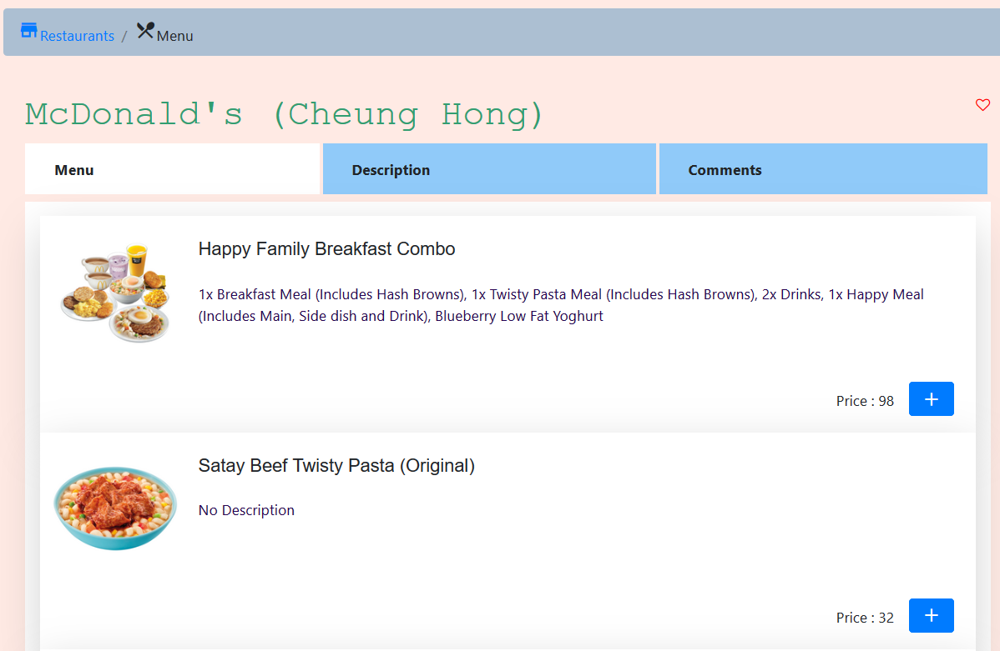 Restaurants / Menu
McDonald's (Cheung Hong)
Menu
Description
Comments
Happy Family Breakfast Combo
1x Breakfast Meal (Includes Hash Browns), 1x Twisty Pasta Meal (Includes Hash Browns), 2x Drinks, 1x Happy Meal
(Includes Main, Side dish and Drink), Blueberry Low Fat Yoghurt
Price : 98
+
Satay Beef Twisty Pasta (Original)
No Description
Price : 32
+